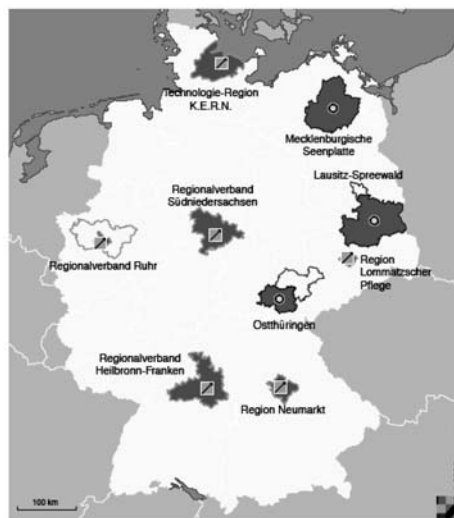 Technologie-Region
K.E.R.N.
Mecklenburgische
Seenplatte
Lausitz-Spreewald
Regionalverband
Südniedersachsen
Regionalverband Ruhr
Region
Lommatzscher
Pflege
Ostthüringen
Regionalverband
Heilbronn-Franken
Region Neumarkt
100 km